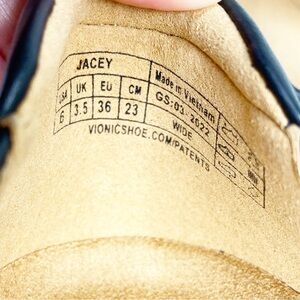 JACEY
USA UK EU CM
6 3.5 36 23
Made in Vietnam
GS:01-2022
WIDE
VIONICSHOE.COM/PATENTS